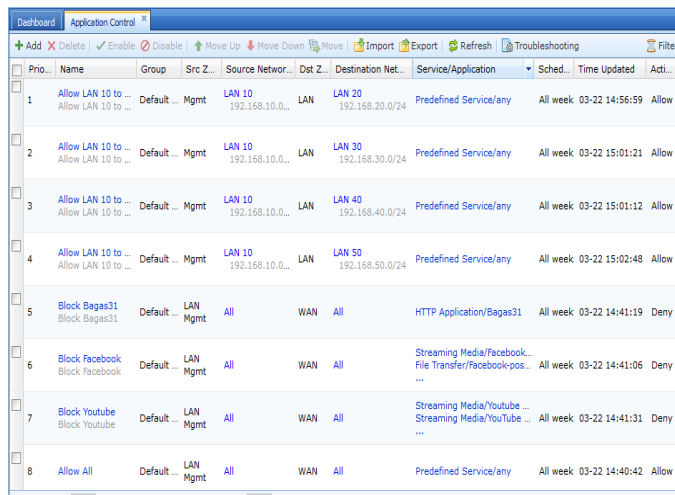 Dashboard Application Control ×
Add Delete Enable Disable Move Up Move Down Move Import Export Refresh Troubleshooting Filte
Prio... Name Group Src Z... Source Networ... Dst Z... Destination Net... Service/Application Sched... Time Updated Acti...
1 Allow LAN 10 to ... Default ... Mgmt LAN 10 LAN LAN 20 Predefined Service/any All week 03-22 14:56:59 Allow
Allow LAN 10 to ... 192.168.10.0... 192.168.20.0/24
2 Allow LAN 10 to ... Default ... Mgmt LAN 10 LAN LAN 30 Predefined Service/any All week 03-22 15:01:21 Allow
Allow LAN 10 to ... 192.168.10.0... 192.168.30.0/24
3 Allow LAN 10 to ... Default ... Mgmt LAN 10 LAN LAN 40 Predefined Service/any All week 03-22 15:01:12 Allow
Allow LAN 10 to ... 192.168.10.0... 192.168.40.0/24
4 Allow LAN 10 to ... Default ... Mgmt LAN 10 LAN LAN 50 Predefined Service/any All week 03-22 15:02:48 Allow
Allow LAN 10 to ... 192.168.10.0... 192.168.50.0/24
5 Block Bagas31 Default ... LAN All WAN All HTTP Application/Bagas31 All week 03-22 14:41:19 Deny
Block Bagas31 Mgmt
6 Block Facebook Default ... LAN All WAN All Streaming Media/Facebook... All week 03-22 14:41:06 Deny
Block Facebook Mgmt File Transfer/Facebook-pos...
...
7 Block Youtube Default ... LAN All WAN All Streaming Media/Youtube ... All week 03-22 14:41:31 Deny
Block Youtube Mgmt Streaming Media/YouTube ...
...
8 Allow All Default ... LAN All WAN All Predefined Service/any All week 03-22 14:40:42 Allow
Mgmt